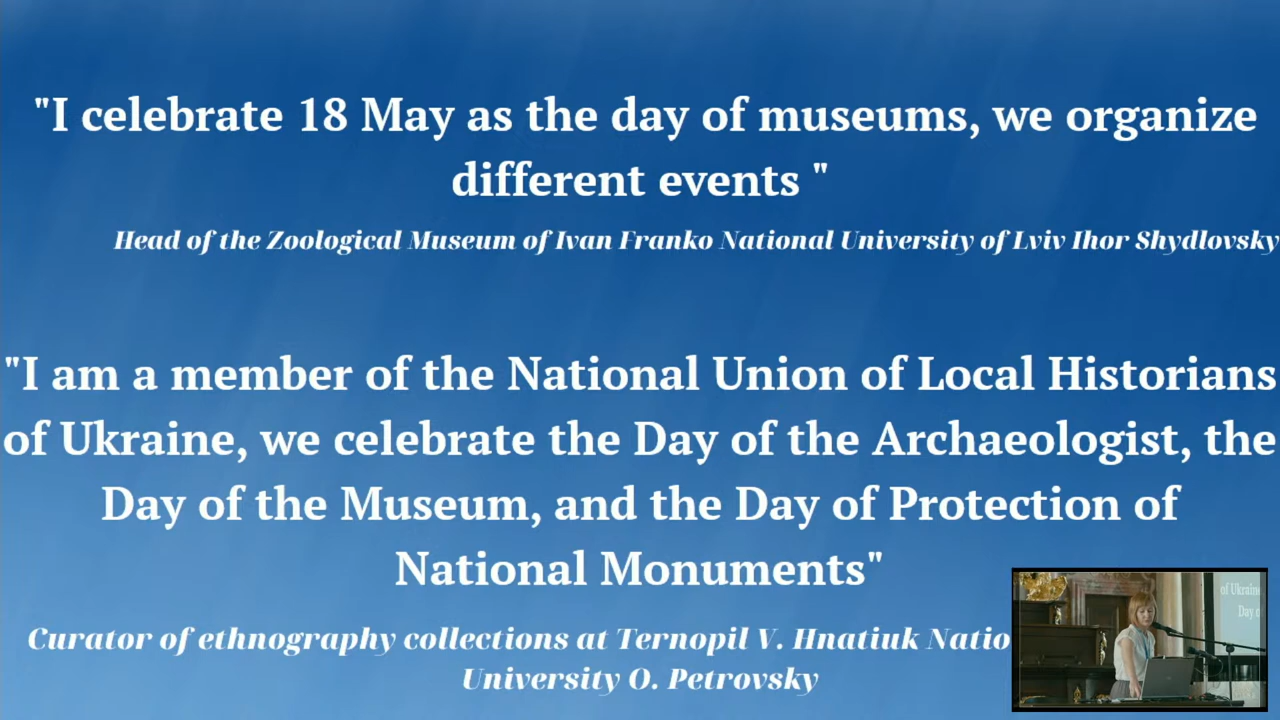 "I celebrate 18 May as the day of museums, we organize
different events "
Head of the Zoological Museum of Ivan Franko National University of Lviv Ihor Shydlovsky
"I am a member of the National Union of Local Historians
of Ukraine, we celebrate the Day of the Archaeologist, the
Day of the Museum, and the Day of Protection of
National Monuments"
Curator of ethnography collections at Ternopil V. Hnatiuk
University O. Petrovsky
of Ukraine
Day